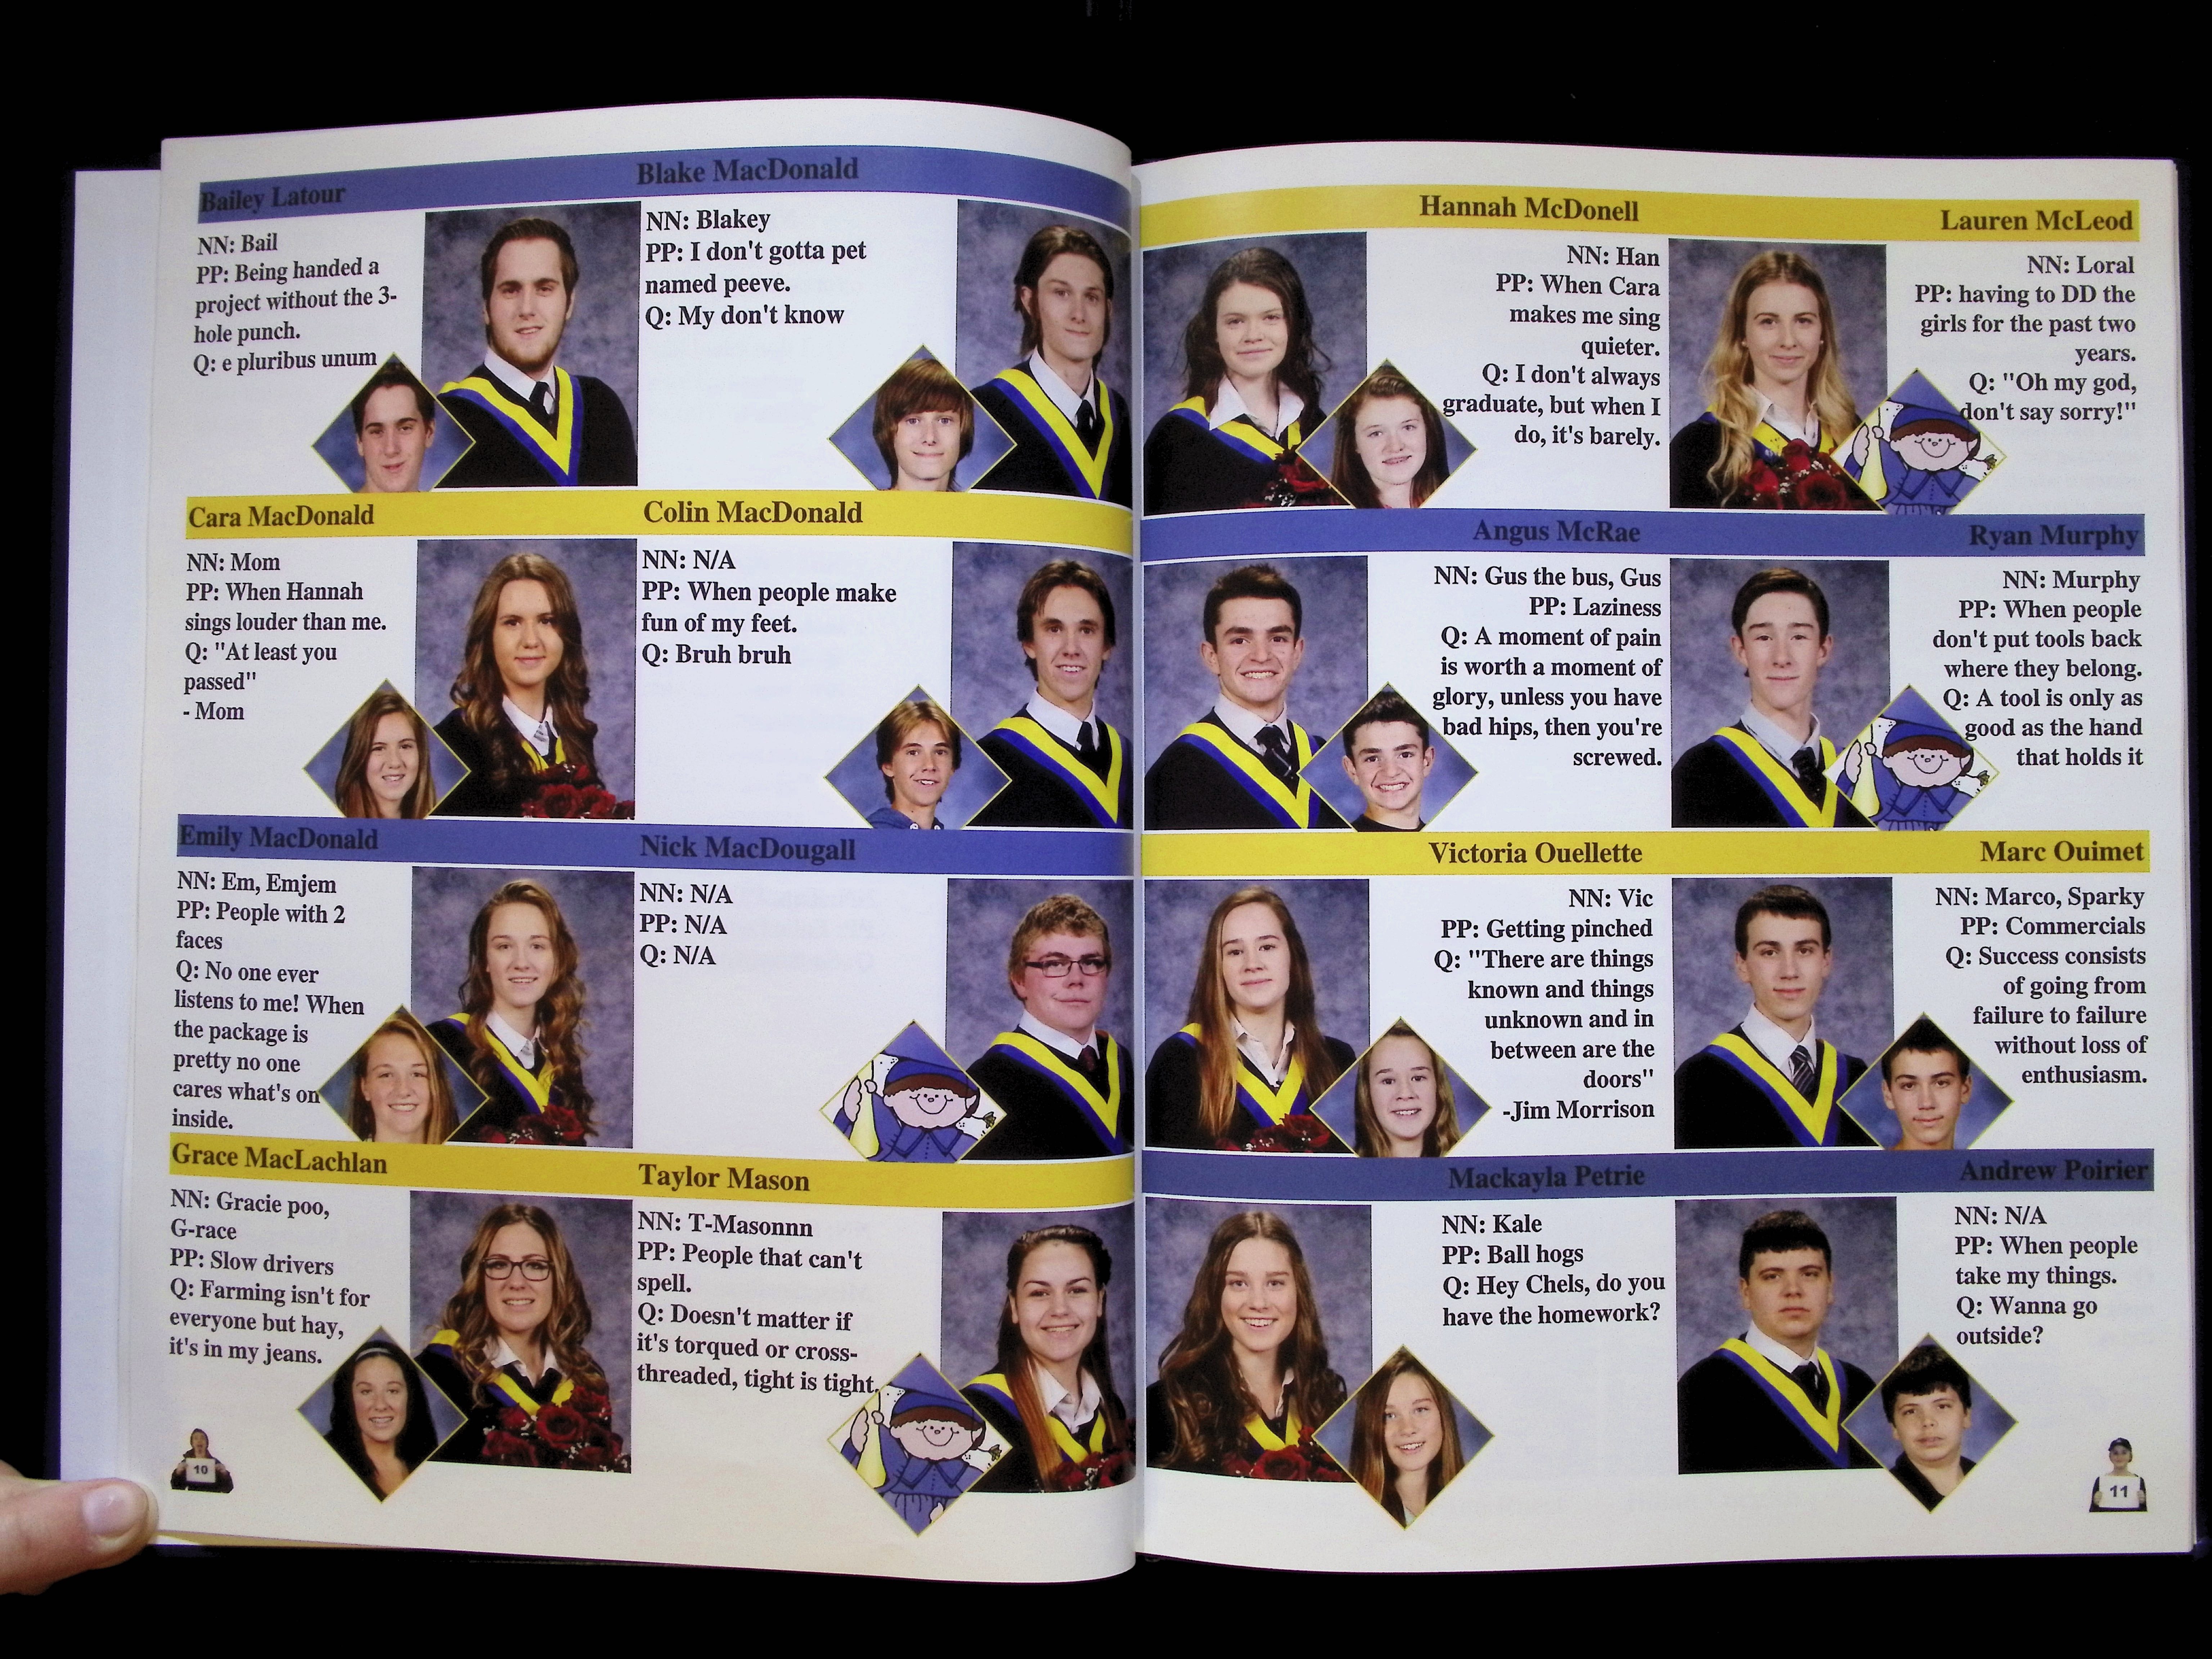 Bailey Latour
NN: Bail
PP: Being handed a
project without the 3-
hole punch.
Q: e pluribus unum
Blake MacDonald
NN: Blakey
PP: I don't gotta pet
named peeve.
Q: My don't know
Cara MacDonald
NN: Mom
PP: When Hannah
sings louder than me.
Q: "At least you
passed"
- Mom
Colin MacDonald
NN: N/A
PP: When people make
fun of my feet.
Q: Bruh bruh
Emily MacDonald
NN: Em, Emjem
PP: People with 2
faces
Q: No one ever
listens to me! When
the package is
pretty no one
cares what's on
inside.
Nick MacDougall
NN: N/A
PP: N/A
Q: N/A
Grace MacLachlan
NN: Gracie poo,
G-race
PP: Slow drivers
Q: Farming isn't for
everyone but hay,
it's in my jeans.
Taylor Mason
NN: T-Masonnn
PP: People that can't
spell.
Q: Doesn't matter if
it's torqued or cross-
threaded, tight is tight.
10
Hannah McDonell
NN: Han
PP: When Cara
makes me sing
quieter.
Q: I don't always
graduate, but when I
do, it's barely.
Lauren McLeod
NN: Loral
PP: having to DD the
girls for the past two
years.
Q: "Oh my god,
don't say sorry!"
Angus McRae
NN: Gus the bus, Gus
PP: Laziness
Q: A moment of pain
is worth a moment of
glory, unless you have
bad hips, then you're
screwed.
Ryan Murphy
NN: Murphy
PP: When people
don't put tools back
where they belong.
Q: A tool is only as
good as the hand
that holds it
Victoria Ouellette
NN: Vic
PP: Getting pinched
Q: "There are things
known and things
unknown and in
between are the
doors"
-Jim Morrison
Marc Ouimet
NN: Marco, Sparky
PP: Commercials
Q: Success consists
of going from
failure to failure
without loss of
enthusiasm.
Mackayla Petrie
NN: Kale
PP: Ball hogs
Q: Hey Chels, do you
have the homework?
Andrew Poirier
NN: N/A
PP: When people
take my things.
Q: Wanna go
outside?
11